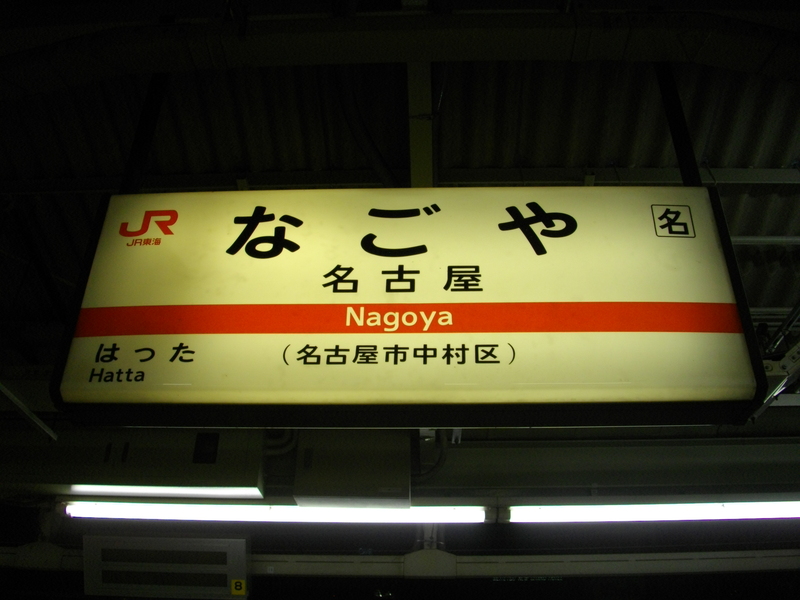 JR
JR東海
なごや
名
名古屋
Nagoya
はった
Hatta
（名古屋市中村区）
8